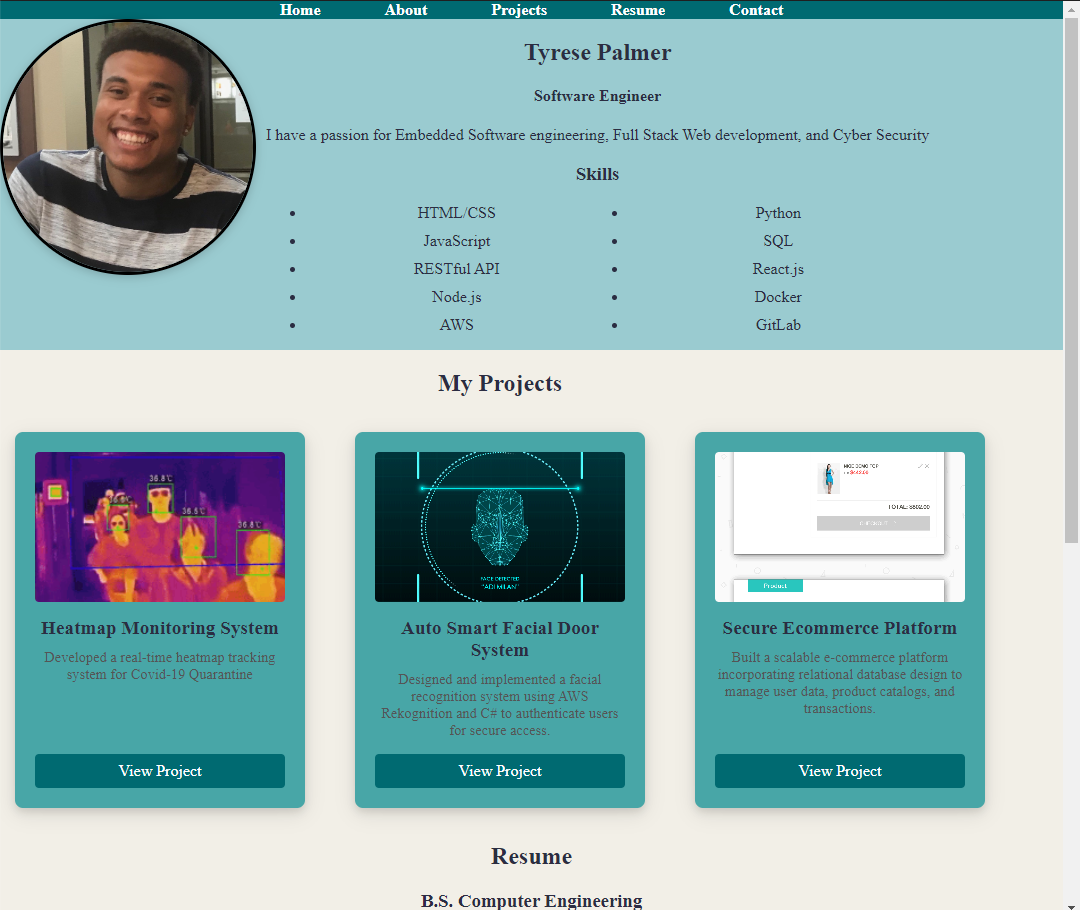 Home About Projects Resume Contact
Tyrese Palmer
Software Engineer
I have a passion for Embedded Software engineering, Full Stack Web development, and Cyber Security
Skills
• HTML/CSS
• JavaScript
• RESTful API
• Node.js
• AWS
• Python
• SQL
• React.js
• Docker
• GitLab
My Projects
36.8℃
36.8℃
36.8℃
Heatmap Monitoring System
Developed a real-time heatmap tracking
system for Covid-19 Quarantine
View Project
FACE DETECTED
"ADI MILAN"
Auto Smart Facial Door
System
Designed and implemented a facial
recognition system using AWS
Rekognition and C# to authenticate users
for secure access.
View Project
TOTAL: $802.00
Product
Secure Ecommerce Platform
Built a scalable e-commerce platform
incorporating relational database design to
manage user data, product catalogs, and
transactions.
View Project
Resume
B.S. Computer Engineering